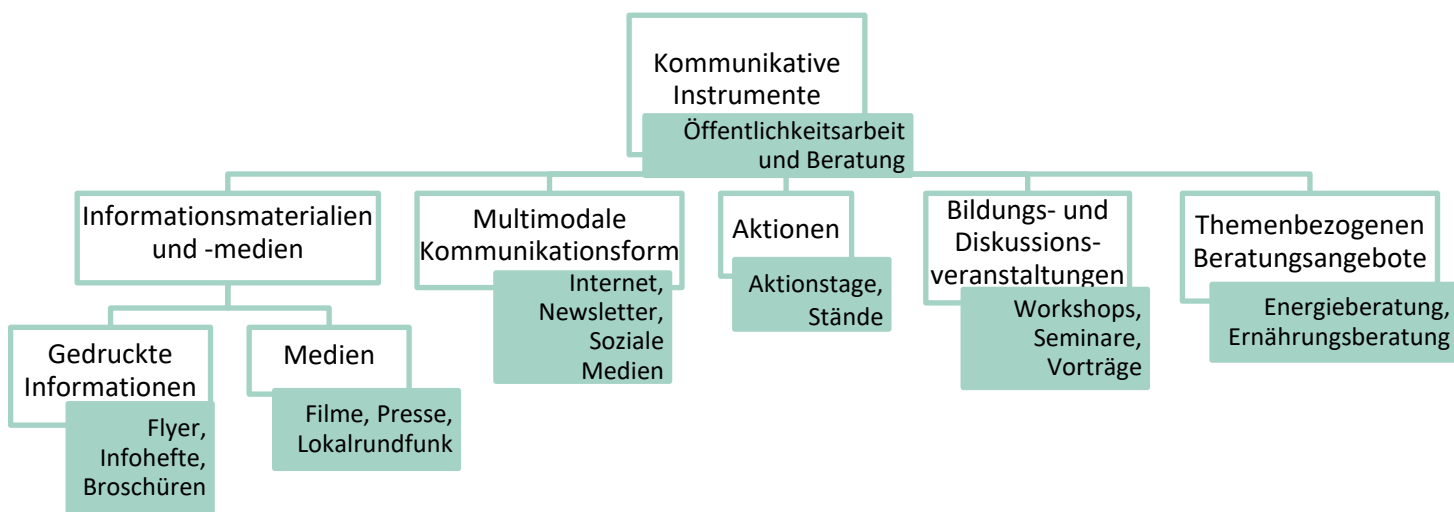 Kommunikative
Instrumente
Öffentlichkeitsarbeit
und Beratung
Informationsmaterialien
und -medien
Multimodale
Kommunikationsform
Internet,
Newsletter,
Soziale
Medien
Aktionen
Aktionstage,
Stände
Bildungs- und
Diskussions-
veranstaltungen
Workshops,
Seminare,
Vorträge
Themenbezogenen
Beratungsangebote
Energieberatung,
Ernährungsberatung
Gedruckte
Informationen
Flyer,
Infohefte,
Broschüren
Medien
Filme, Presse,
Lokalrundfunk